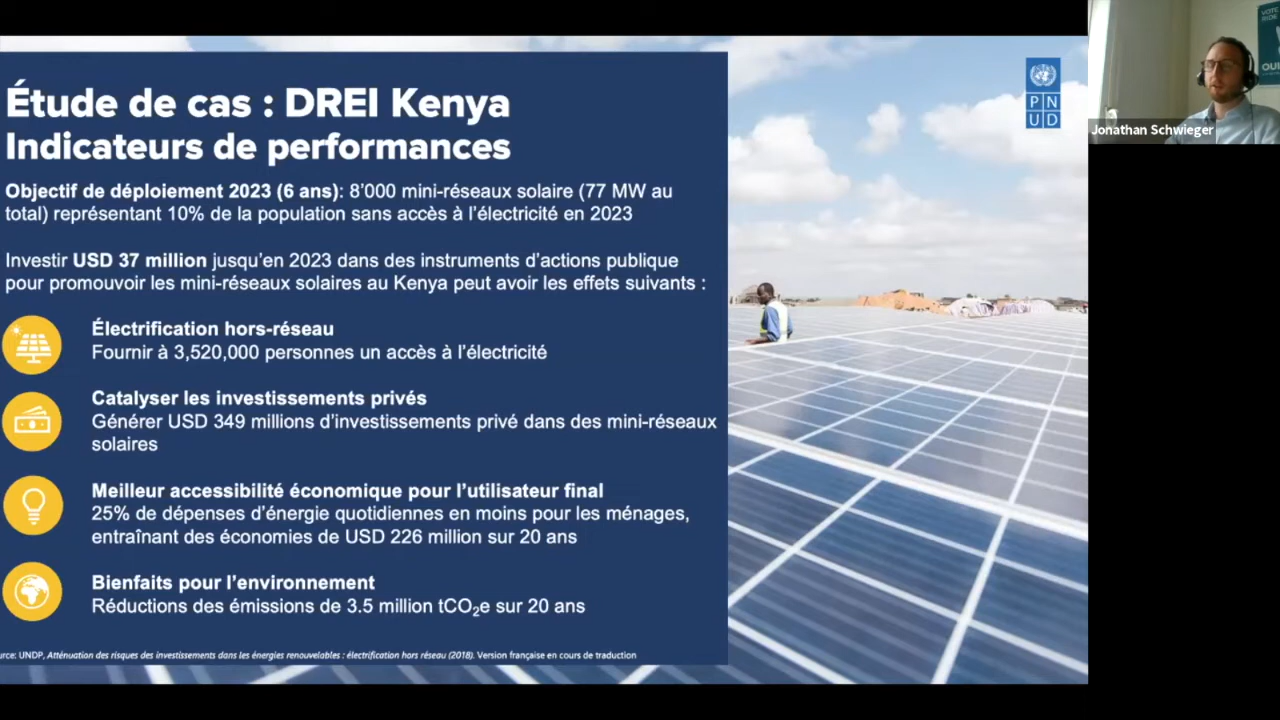 Étude de cas : DREI Kenya
Indicateurs de performances
Objectif de déploiement 2023 (6 ans): 8'000 mini-réseaux solaire (77 MW au
total) représentant 10% de la population sans accès à l'électricité en 2023
Investir USD 37 million jusqu'en 2023 dans des instruments d'actions publique
pour promouvoir les mini-réseaux solaires au Kenya peut avoir les effets suivants :
Électrification hors-réseau
Fournir à 3,520,000 personnes un accès à l'électricité
Catalyser les investissements privés
Générer USD 349 millions d'investissements privé dans des mini-réseaux
solaires
Meilleur accessibilité économique pour l'utilisateur final
25% de dépenses d'énergie quotidiennes en moins pour les ménages,
entraînant des économies de USD 226 million sur 20 ans
Bienfaits pour l'environnement
Réductions des émissions de 3.5 million tCO₂e sur 20 ans
urce: UNDP, Atténuation des risques des investissements dans les énergies renouvelables : électrification hors réseau (2018). Version française en cours de traduction
P N
U D
OUI
Jonathan Schwieger